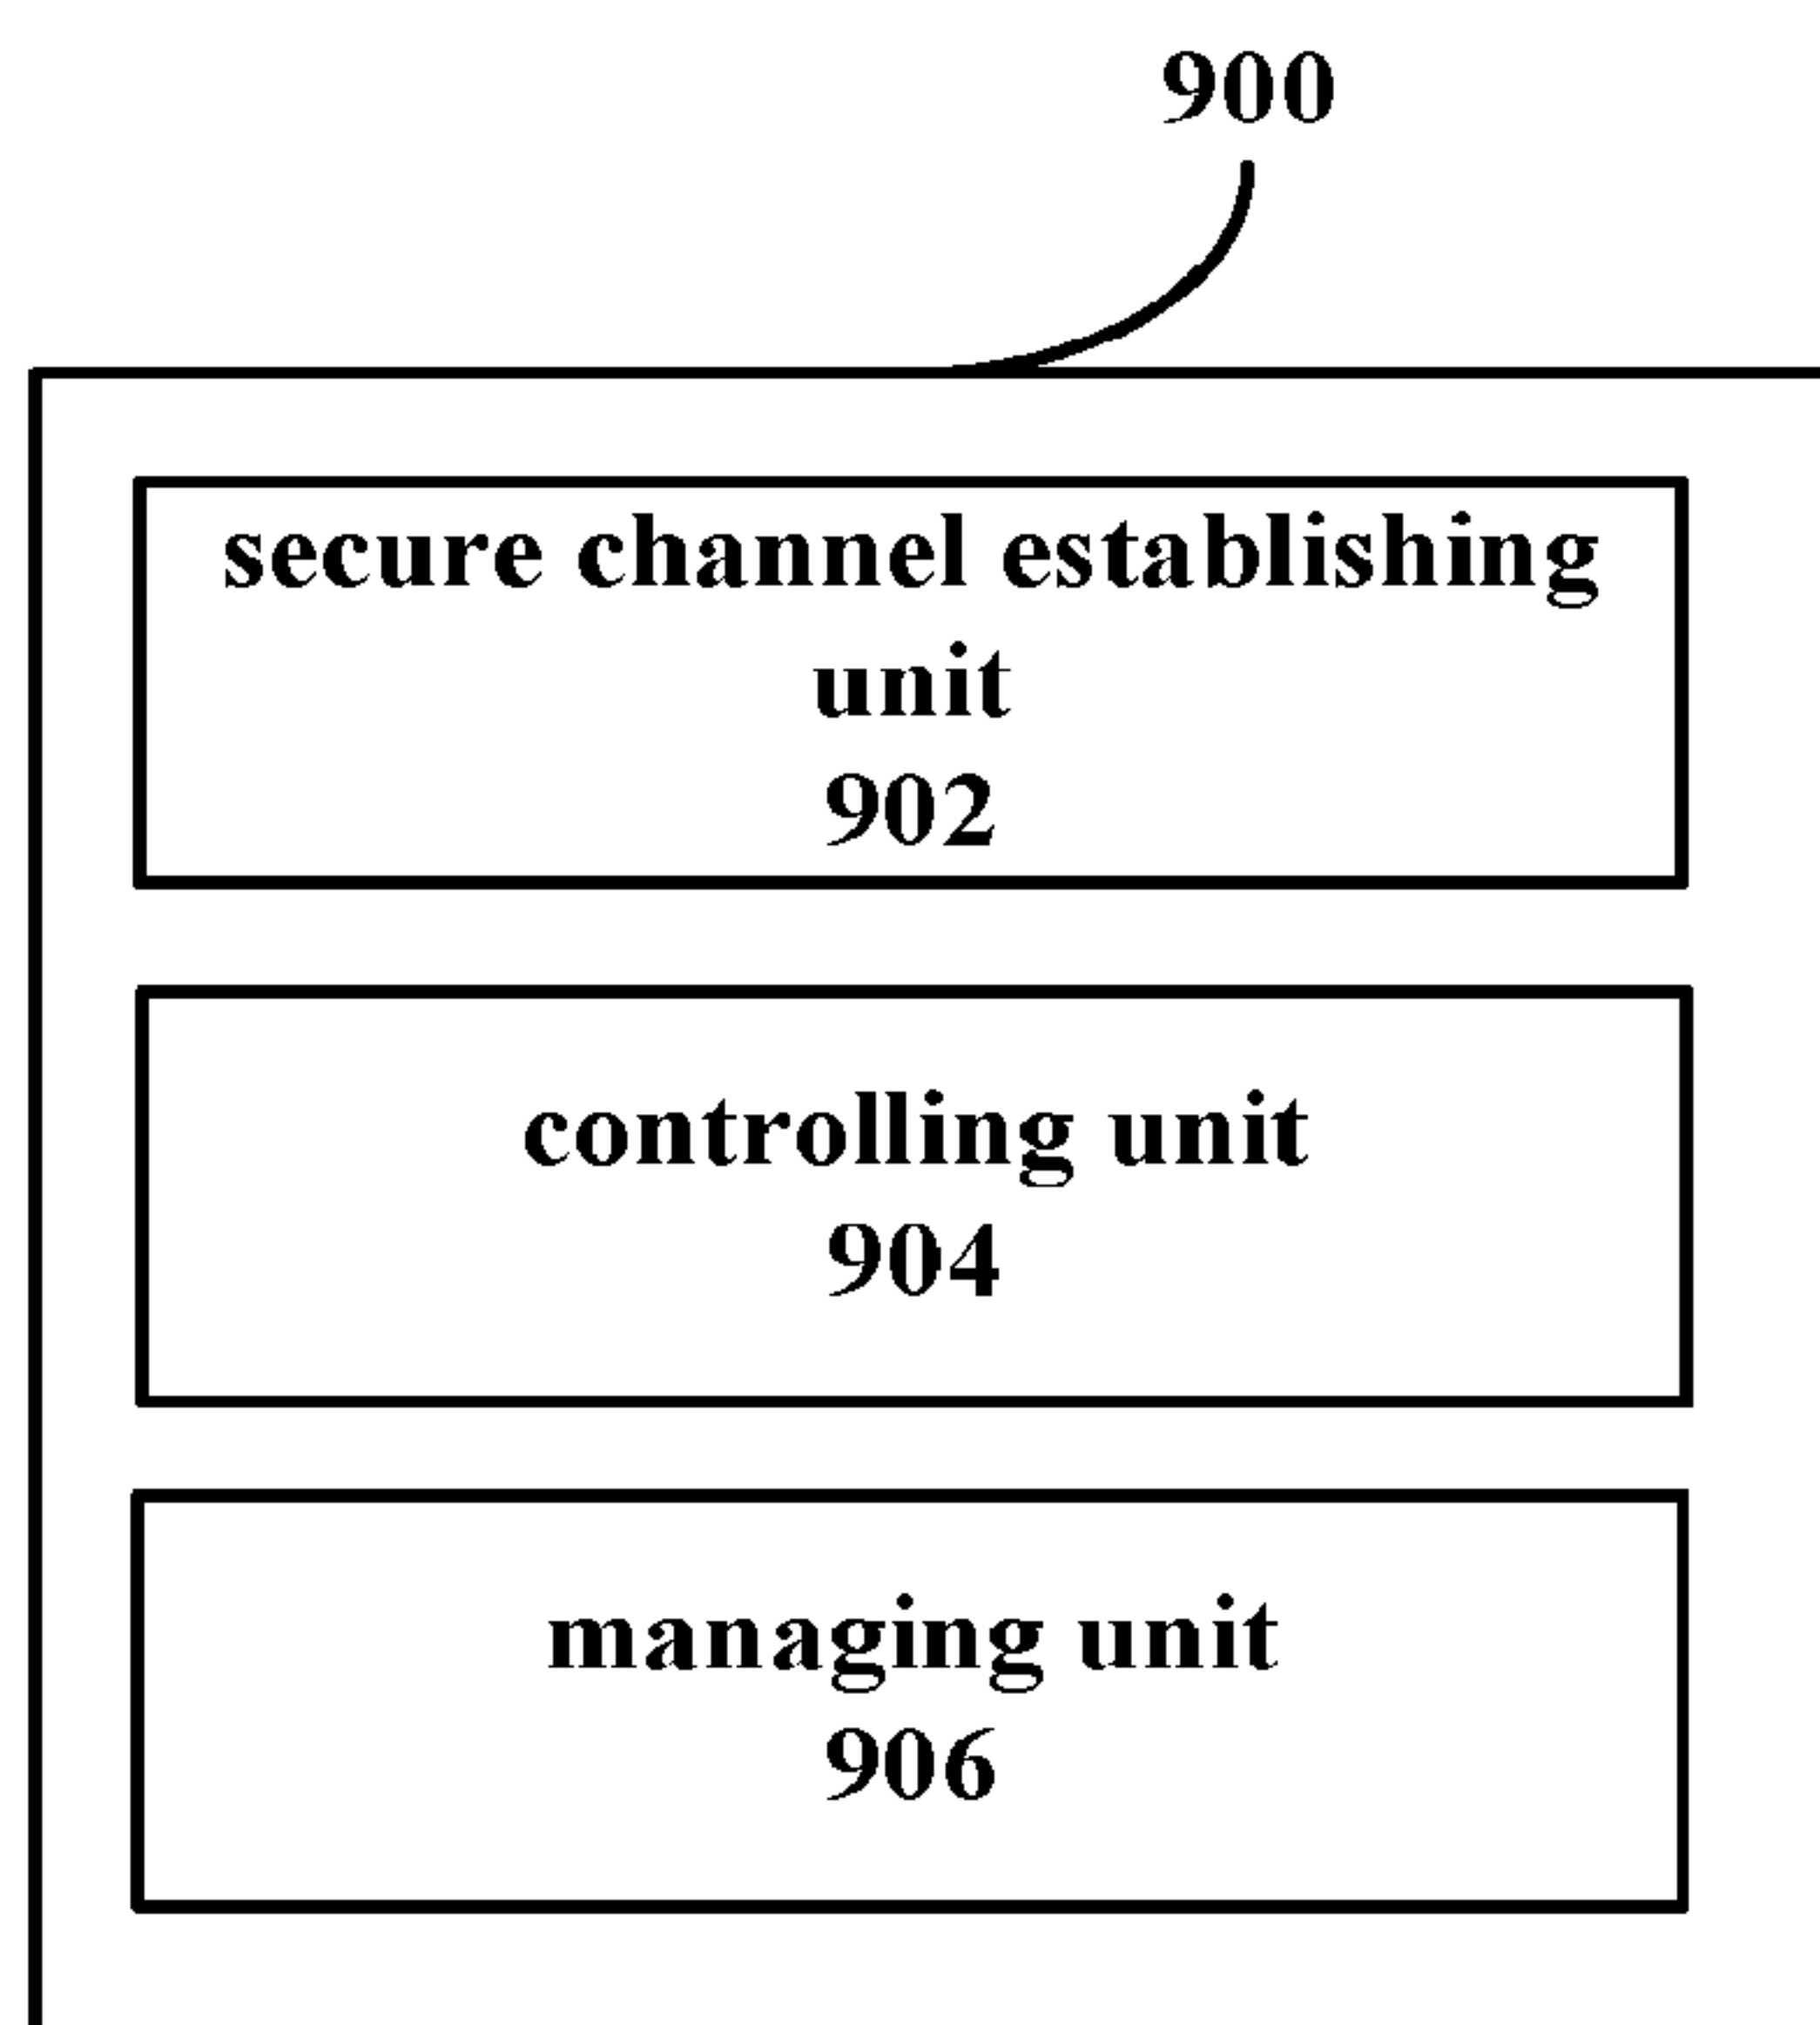 900
secure channel establishing
unit
902
controlling unit
904
managing unit
906